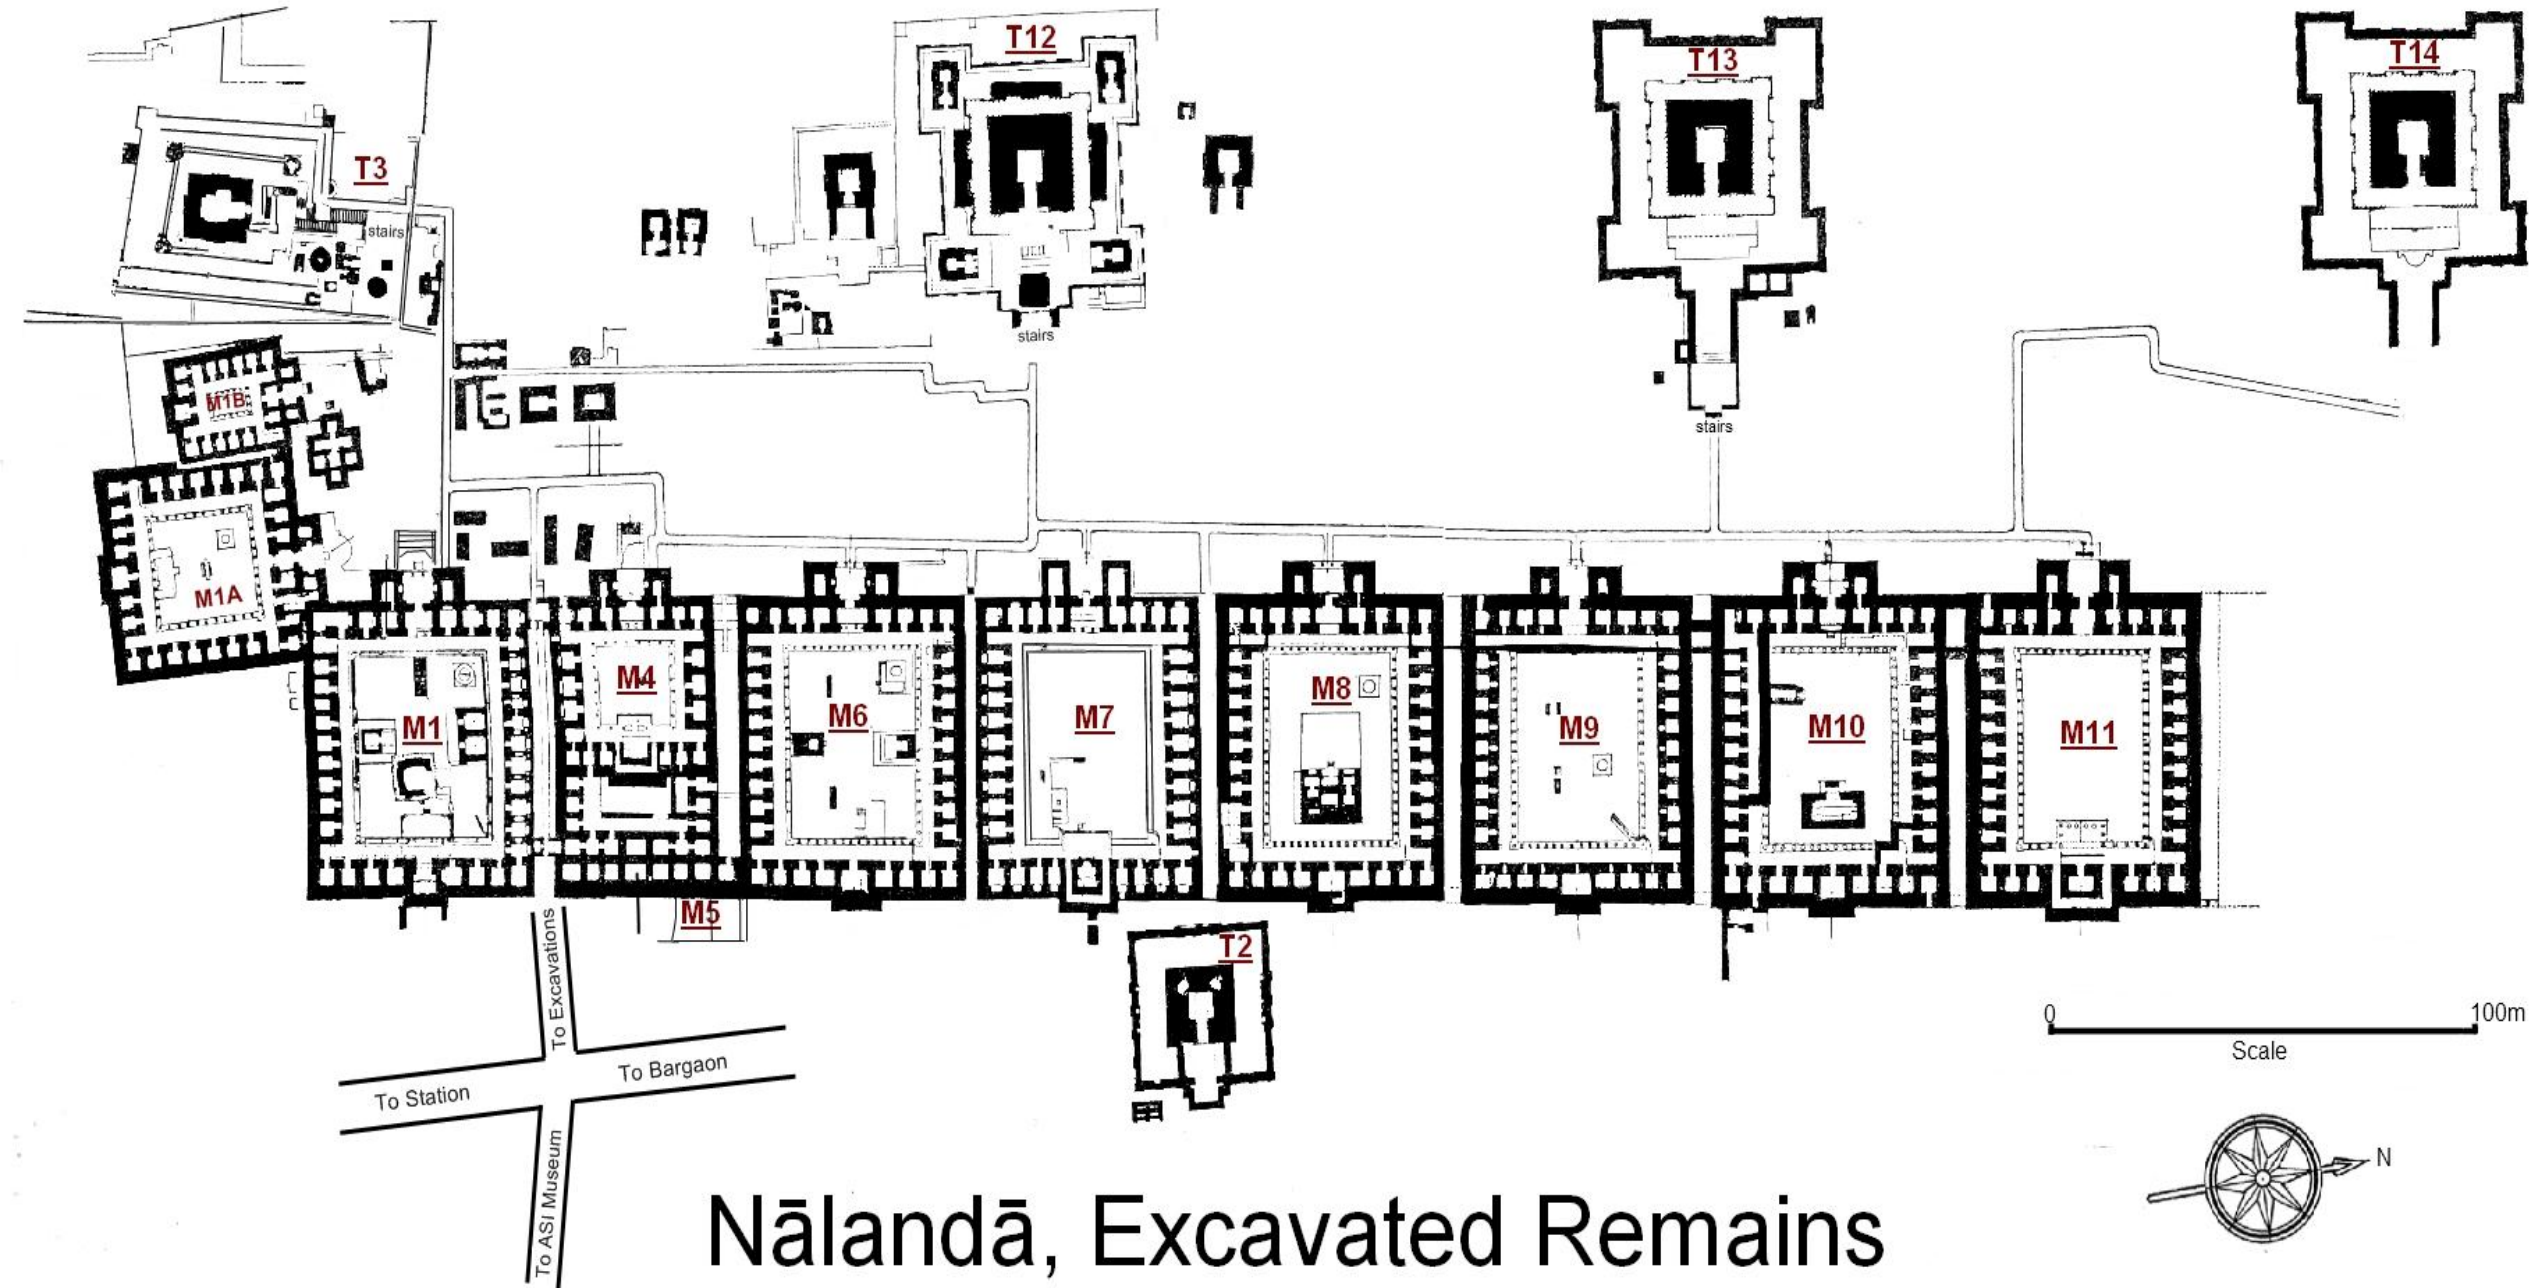 T12
T13
T14
T3
stairs
stairs
M1B
stairs
M1A
M4
M8
M6
M7
M1
M9
M10
M11
M5
T2
To Excavations
To Bargaon
To Station
To ASI Museum
0
100m
Scale
N
Nālandā, Excavated Remains